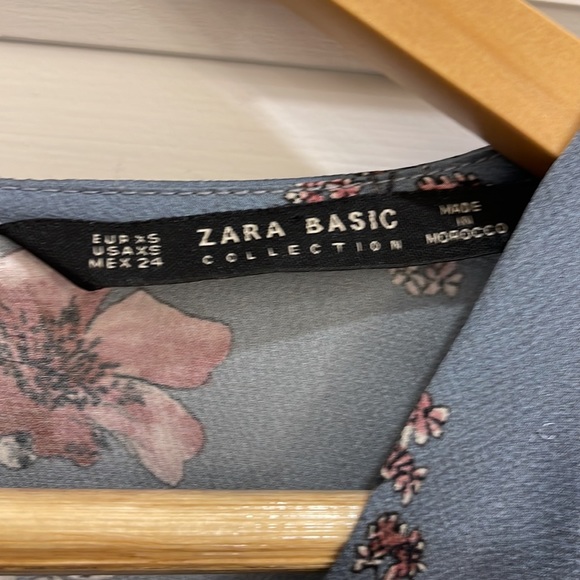 EUR XS
USA XS
MEX 24
ZARA BASIC
COLLECTION
MADE
IN
MOROCCO